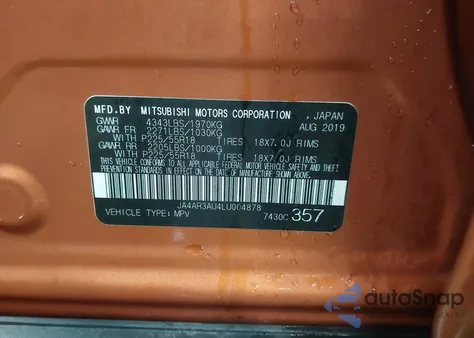 MFD.BY MITSUBISHI MOTORS CORPORATION , JAPAN
GVWR 4343LBS/1970KG AUG 2019
GAWR FR 2271LBS/1030KG
WITH P225/55R18 TIRES 18X7.0J RIMS
GAWR RR 2205LBS/1000KG
WITH P225/55R18 TIRES 18X7.0J RIMS
THIS VEHICLE CONFORMS TO ALL APPLICABLE FEDERAL MOTOR VEHICLE SAFETY, BUMPER, AND THEFT
PREVENTION STANDARDS IN EFFECT ON THE DATE OF MANUFACTURE SHOWN ABOVE.
JA4AR3AU4LU004878
VEHICLE TYPE: MPV 7430C 357
autoSnap